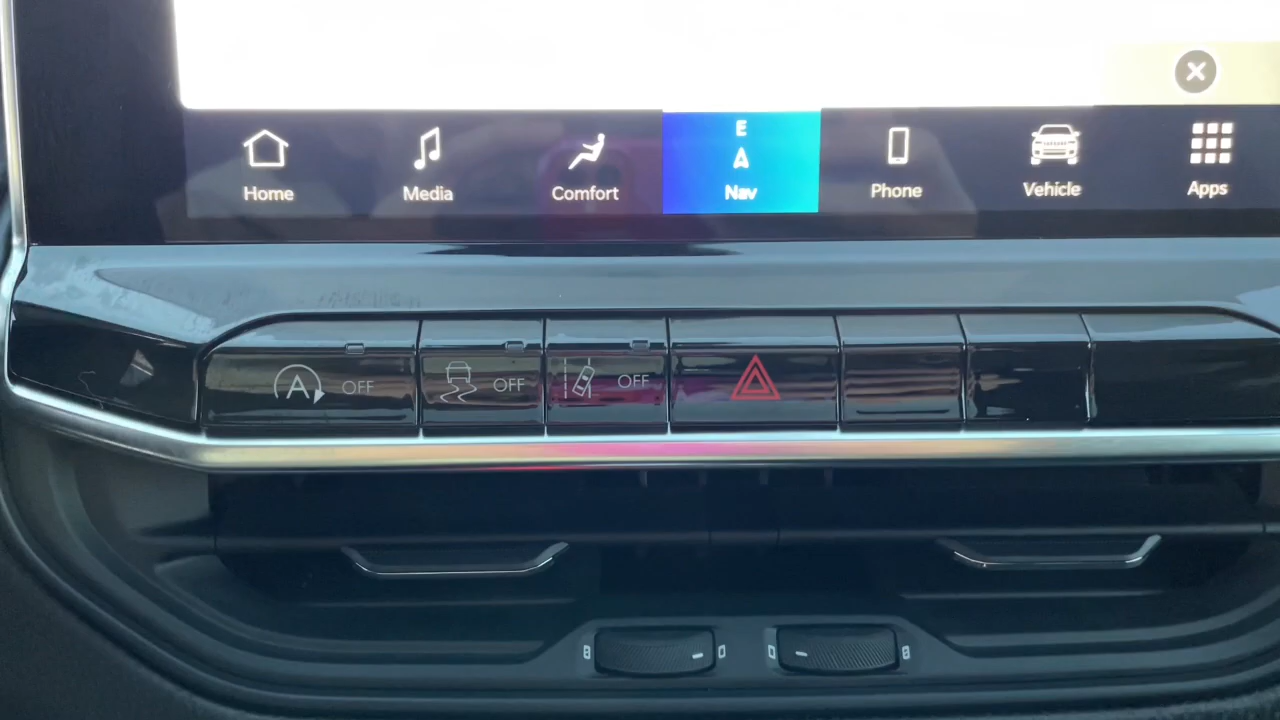 E
A
Home
Media
Comfort
Nav
Phone
Vehicle
Apps
A OFF
OFF
OFF